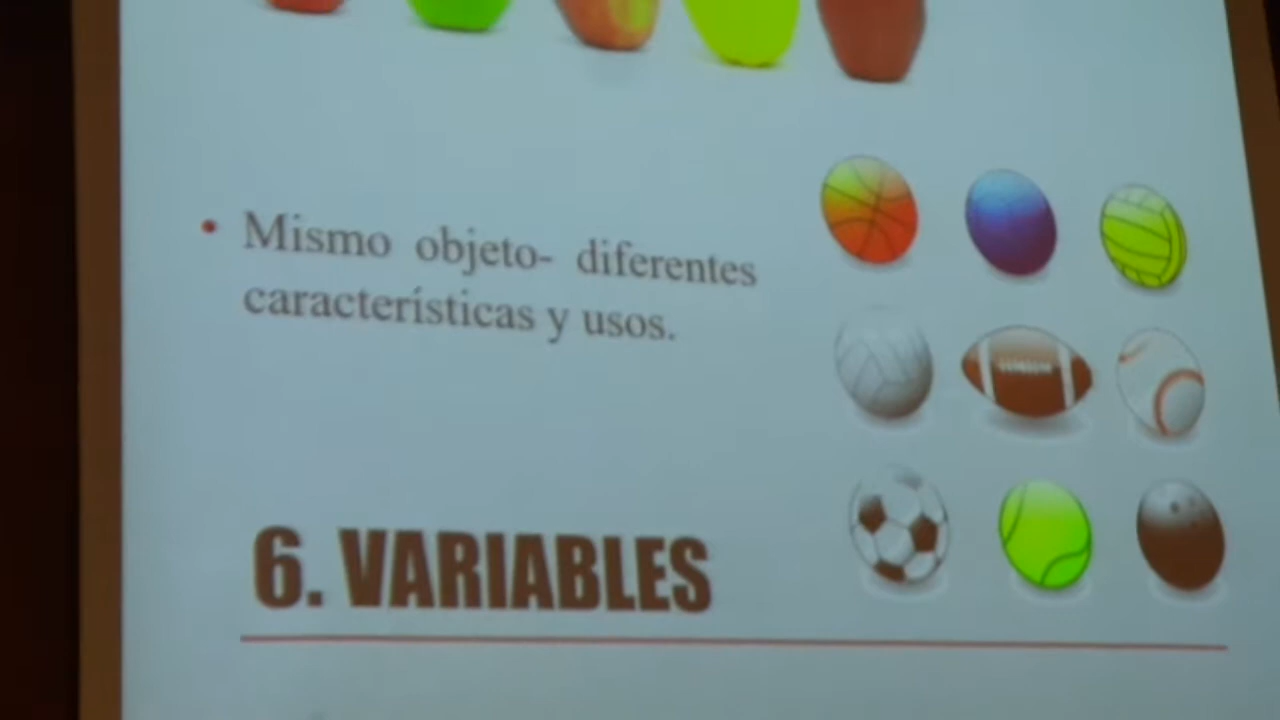 • Mismo objeto- diferentes
características y usos.
6. VARIABLES